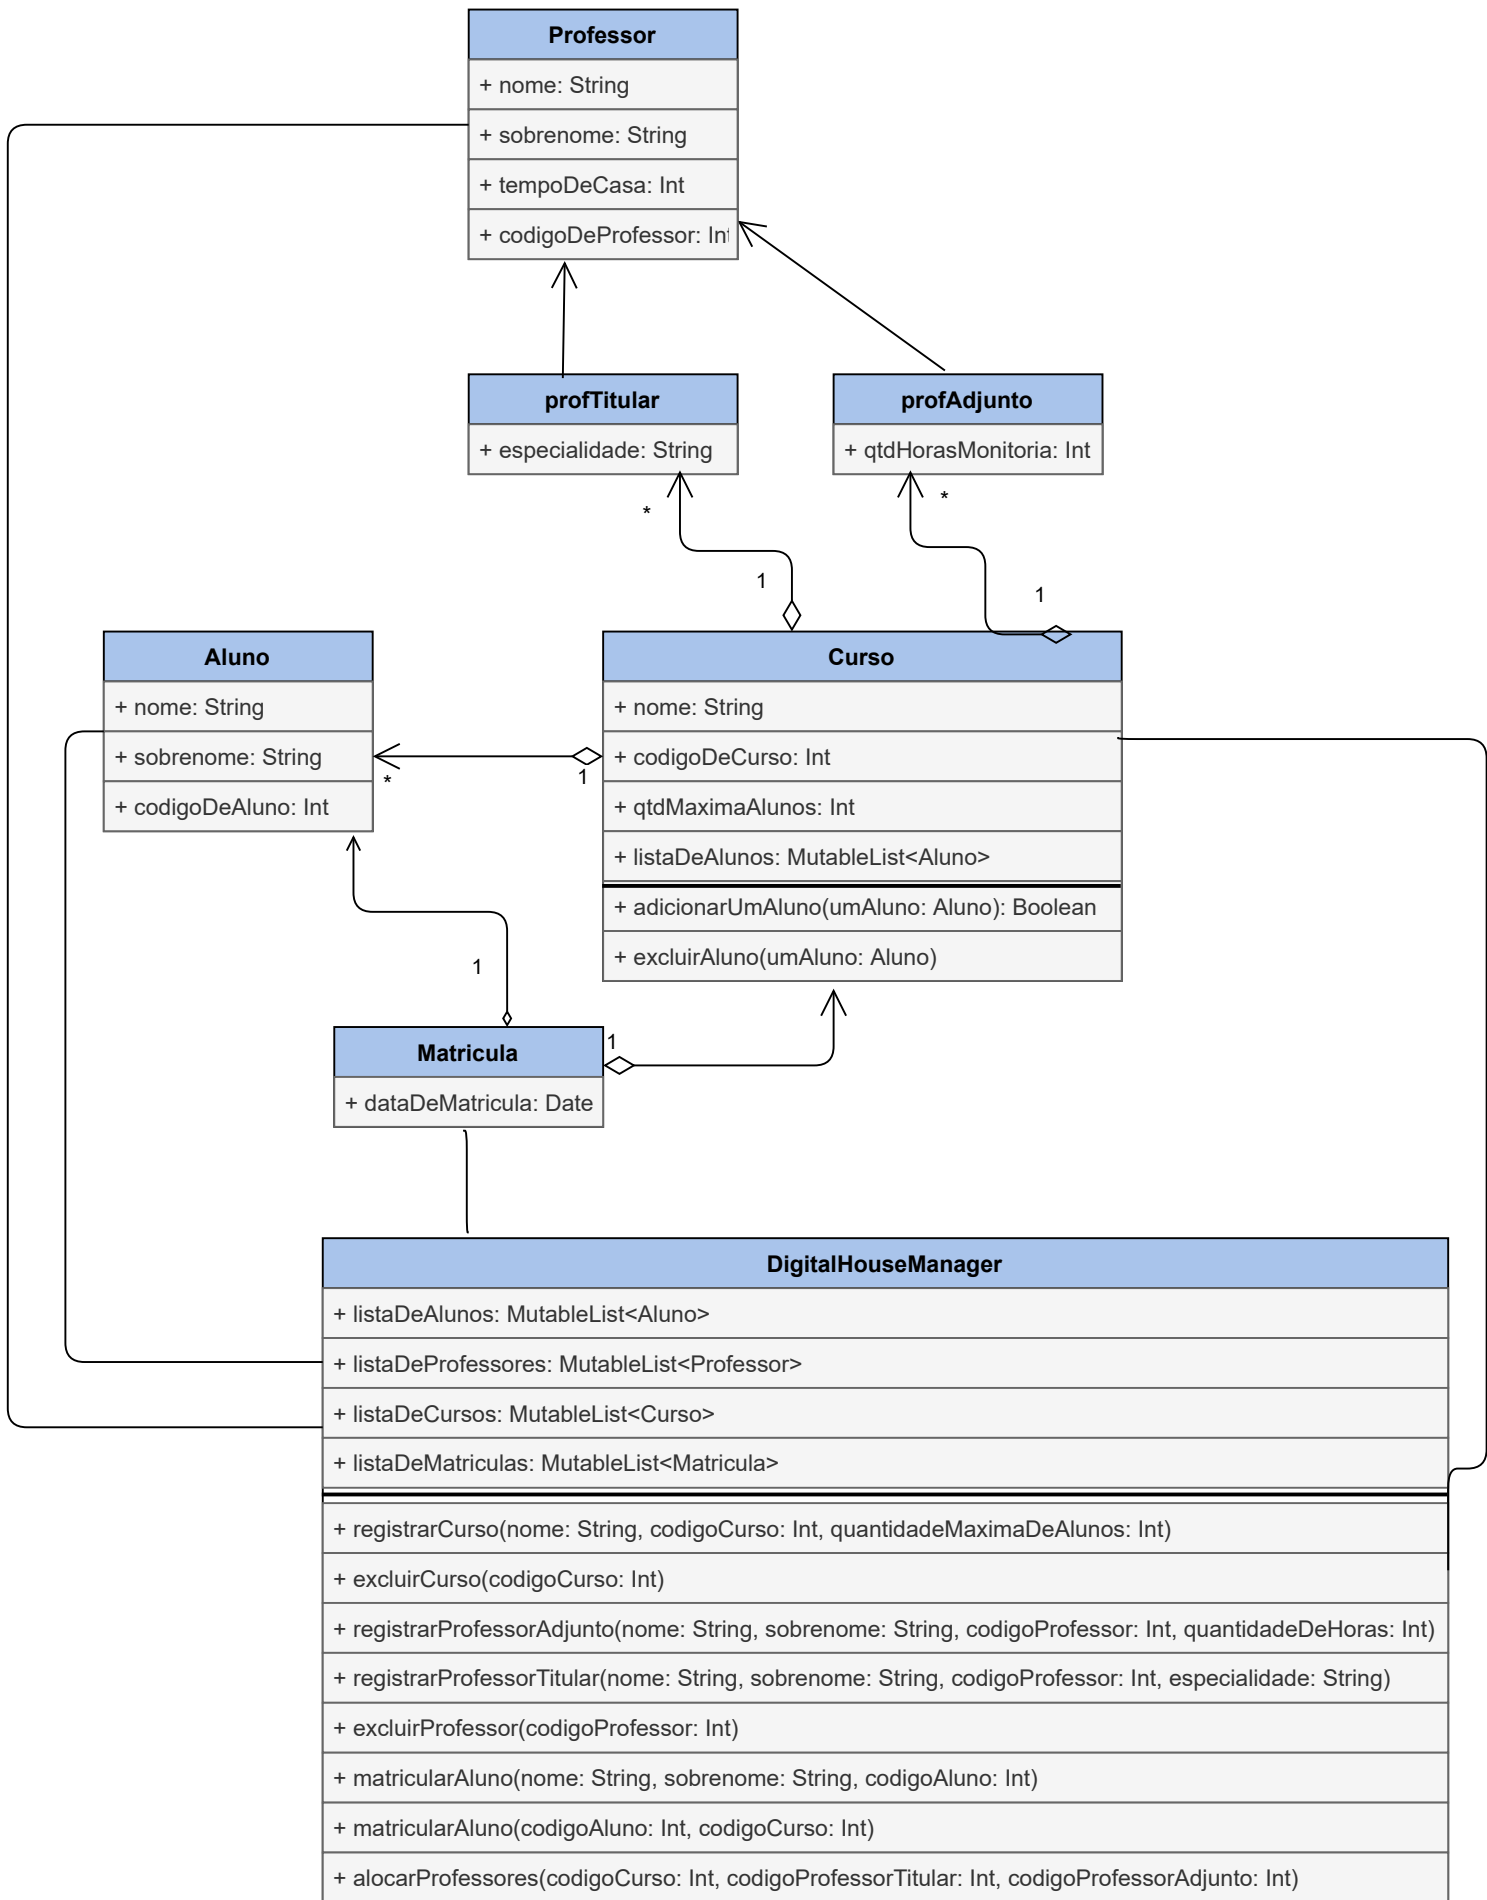 Professor
+ nome: String
+ sobrenome: String
+ tempoDeCasa: Int
+ codigoDeProfessor: Int
profTitular
+ especialidade: String
profAdjunto
+ qtdHorasMonitoria: Int
*
*
1
1
Aluno
+ nome: String
+ sobrenome: String
+ codigoDeAluno: Int
*
1
Curso
+ nome: String
+ codigoDeCurso: Int
+ qtdMaximaAlunos: Int
+ listaDeAlunos: MutableList<Aluno>
+ adicionarUmAluno(umAluno: Aluno): Boolean
+ excluirAluno(umAluno: Aluno)
1
1
Matricula
+ dataDeMatricula: Date
DigitalHouseManager
+ listaDeAlunos: MutableList<Aluno>
+ listaDeProfessores: MutableList<Professor>
+ listaDeCursos: MutableList<Curso>
+ listaDeMatriculas: MutableList<Matricula>
+ registrarCurso(nome: String, codigoCurso: Int, quantidadeMaximaDeAlunos: Int)
+ excluirCurso(codigoCurso: Int)
+ registrarProfessorAdjunto(nome: String, sobrenome: String, codigoProfessor: Int, quantidadeDeHoras: Int)
+ registrarProfessorTitular(nome: String, sobrenome: String, codigoProfessor: Int, especialidade: String)
+ excluirProfessor(codigoProfessor: Int)
+ matricularAluno(nome: String, sobrenome: String, codigoAluno: Int)
+ matricularAluno(codigoAluno: Int, codigoCurso: Int)
+ alocarProfessores(codigoCurso: Int, codigoProfessorTitular: Int, codigoProfessorAdjunto: Int)